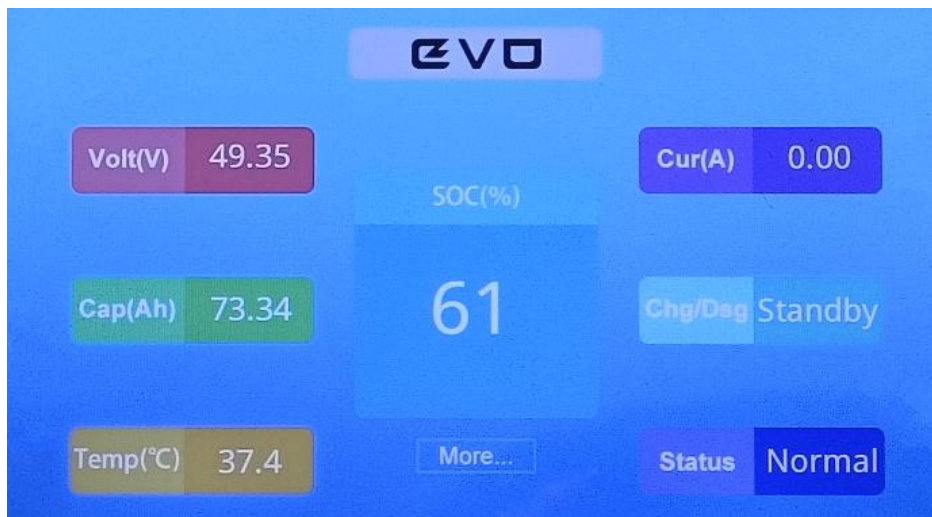 EVO
Volt(V) 49.35
Cur(A) 0.00
SOC(%)
61
Cap(Ah) 73.34
Chg/Dsg Standby
Temp(℃) 37.4
More...
Status Normal